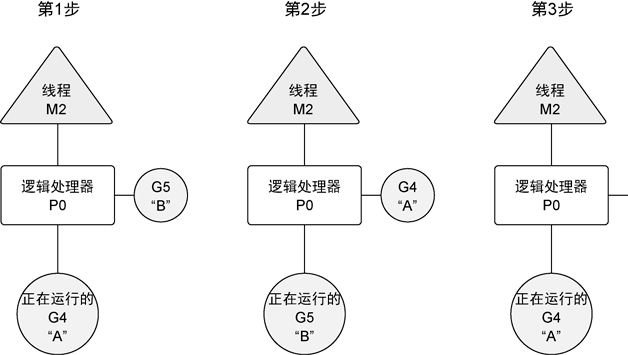 第1步
第2步
第3步
线程
M2
线程
M2
线程
M2
逻辑处理器
P0
G5
“B”
逻辑处理器
P0
G4
“A”
逻辑处理器
P0
正在运行的
G4
“A”
正在运行的
G5
“B”
正在运行的
G4
“A”